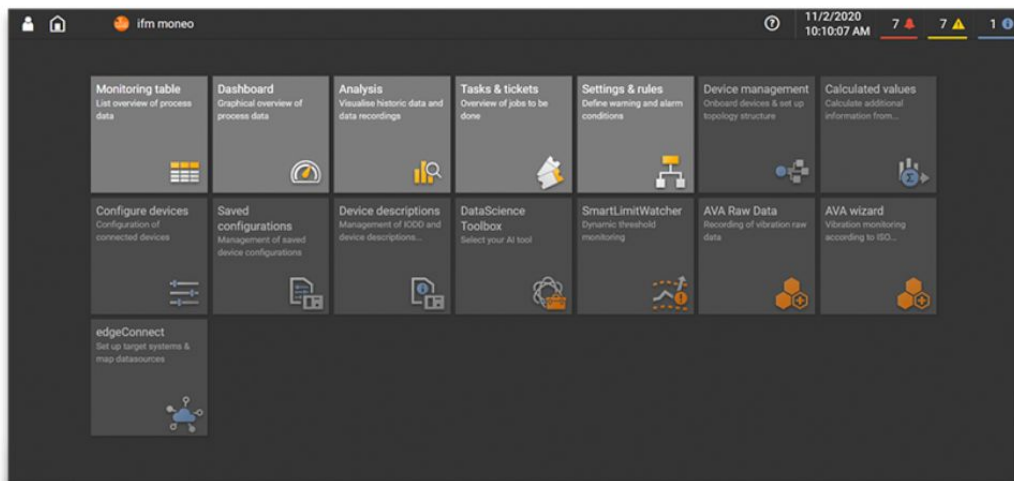 ifm moneo
11/2/2020
10:10:07 AM
7
7
1
Monitoring table
List overview of process
data
Dashboard
Graphical overview of
process data
Analysis
Visualise historic data and
data recordings
Tasks & tickets
Overview of jobs to be
done
Settings & rules
Define warning and alarm
conditions
Device management
Onboard devices & set up
topology structure
Calculated values
Calculate additional
information from...
Configure devices
Configuration of
connected devices
Saved
configurations
Management of saved
device configurations
Device descriptions
Management of IODD and
device descriptions...
DataScience
Toolbox
Select your AI tool
SmartLimitWatcher
Dynamic threshold
monitoring
AVA Raw Data
Recording of vibration raw
data
AVA wizard
Vibration monitoring
according to ISO...
edgeConnect
Set up target systems &
map datasources